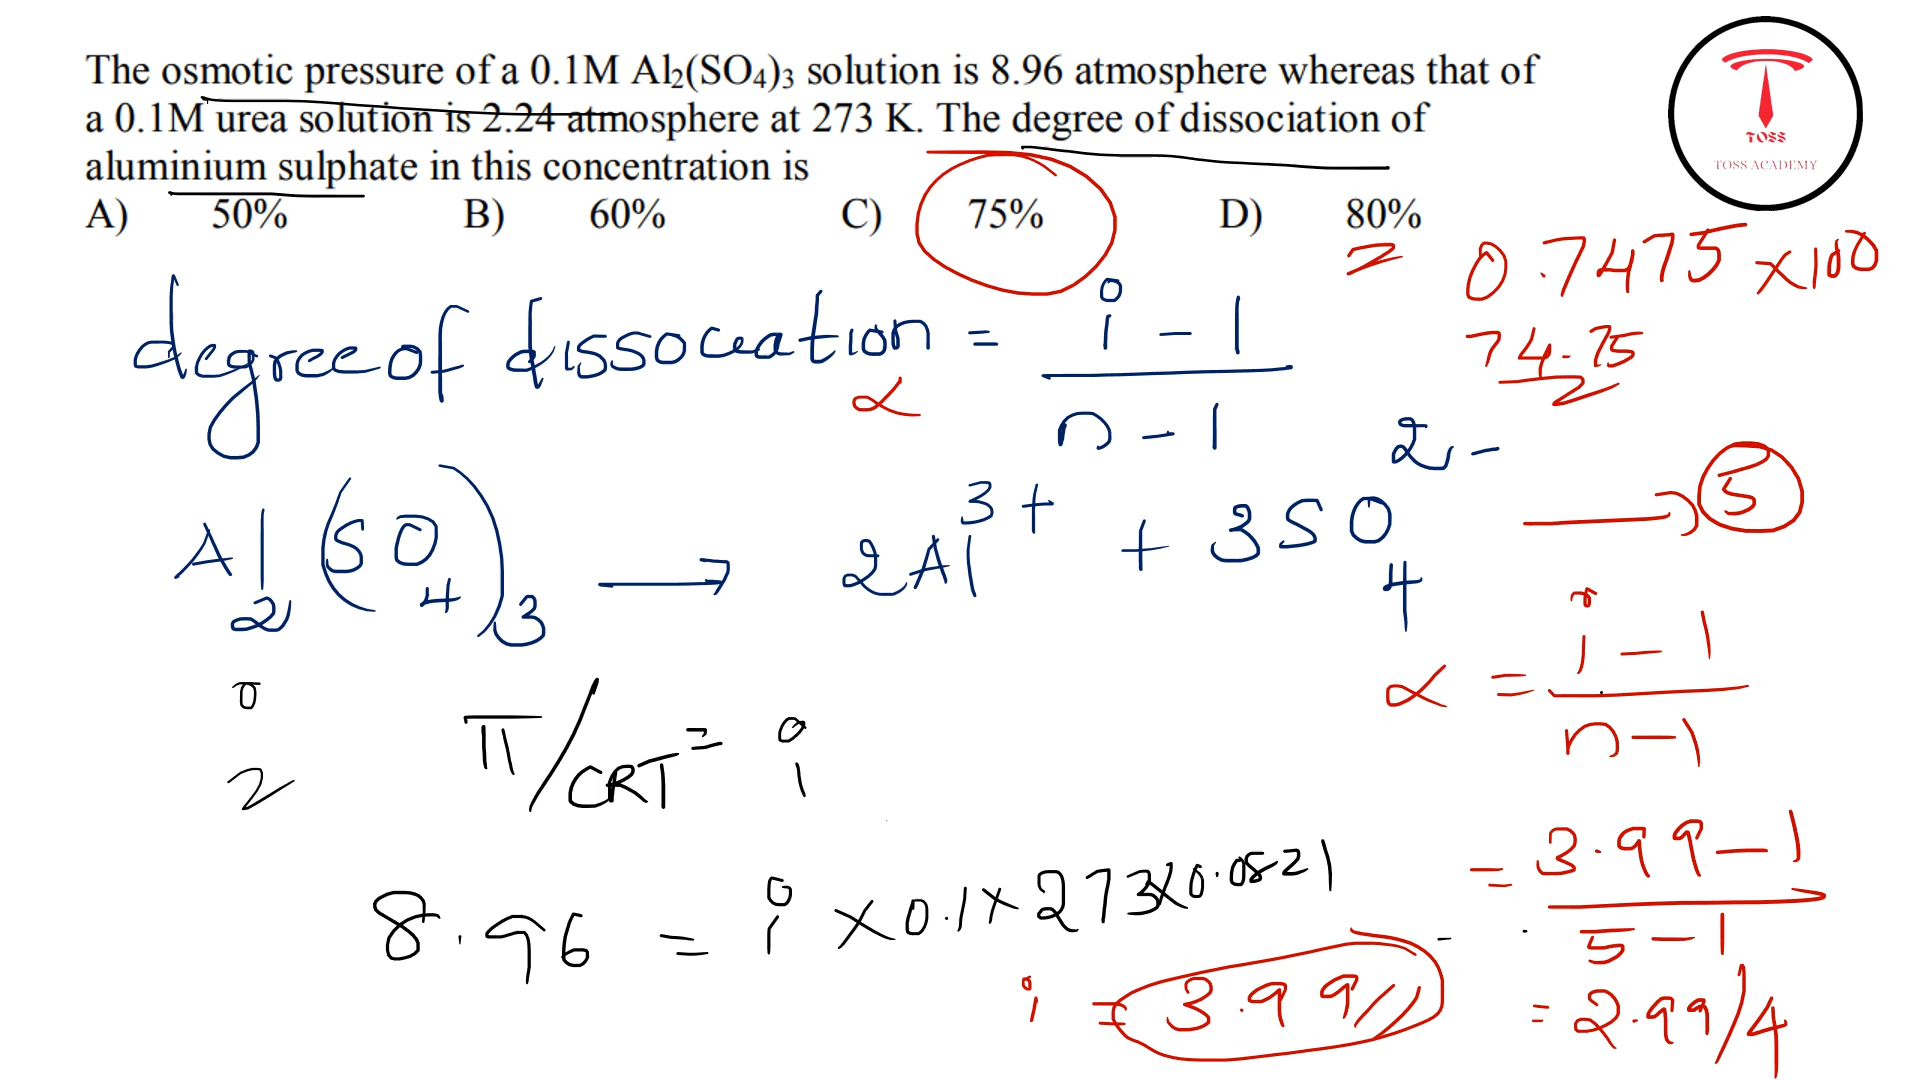 The osmotic pressure of a 0.1M Al₂(SO₄)₃ solution is 8.96 atmosphere whereas that of
a 0.1M urea solution is 2.24 atmosphere at 273 K. The degree of dissociation of
aluminium sulphate in this concentration is
A) 50% B) 60% C) 75% D) 80%
TOSS
TOSS ACADEMY
= 0.7475 x100
74.75
degree of dissociation = i - 1 / n - 1
α
Al₂(SO₄)₃ → 2Al³⁺ + 3SO₄²⁻ → 5
π/CRT = i
α = i - 1 / n - 1
8.96 = i x 0.1 x 273 x 0.0821
i = 3.99
= 3.99 - 1 / 5 - 1
= 2.99/4